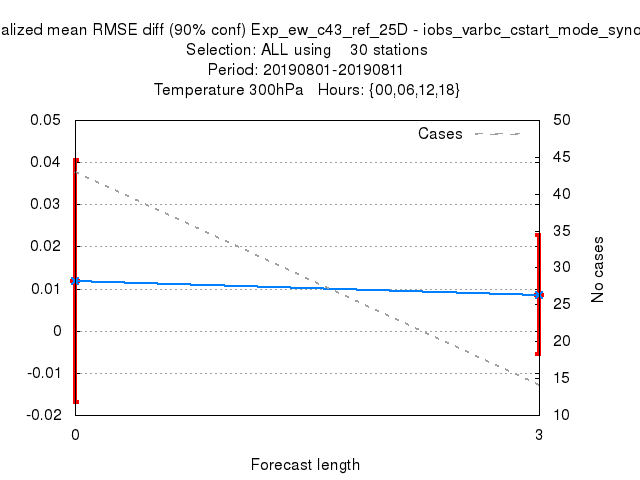 alized mean RMSE diff (90% conf) Exp_ew_c43_ref_25D - iobs_varbc_cstart_mode_syno
Selection: ALL using 30 stations
Period: 20190801-20190811
Temperature 300hPa Hours: {00,06,12,18}
Cases
0.05
0.04
0.03
0.02
0.01
0
-0.01
-0.02
50
45
40
35
30
25
20
15
10
No cases
0 3
Forecast length